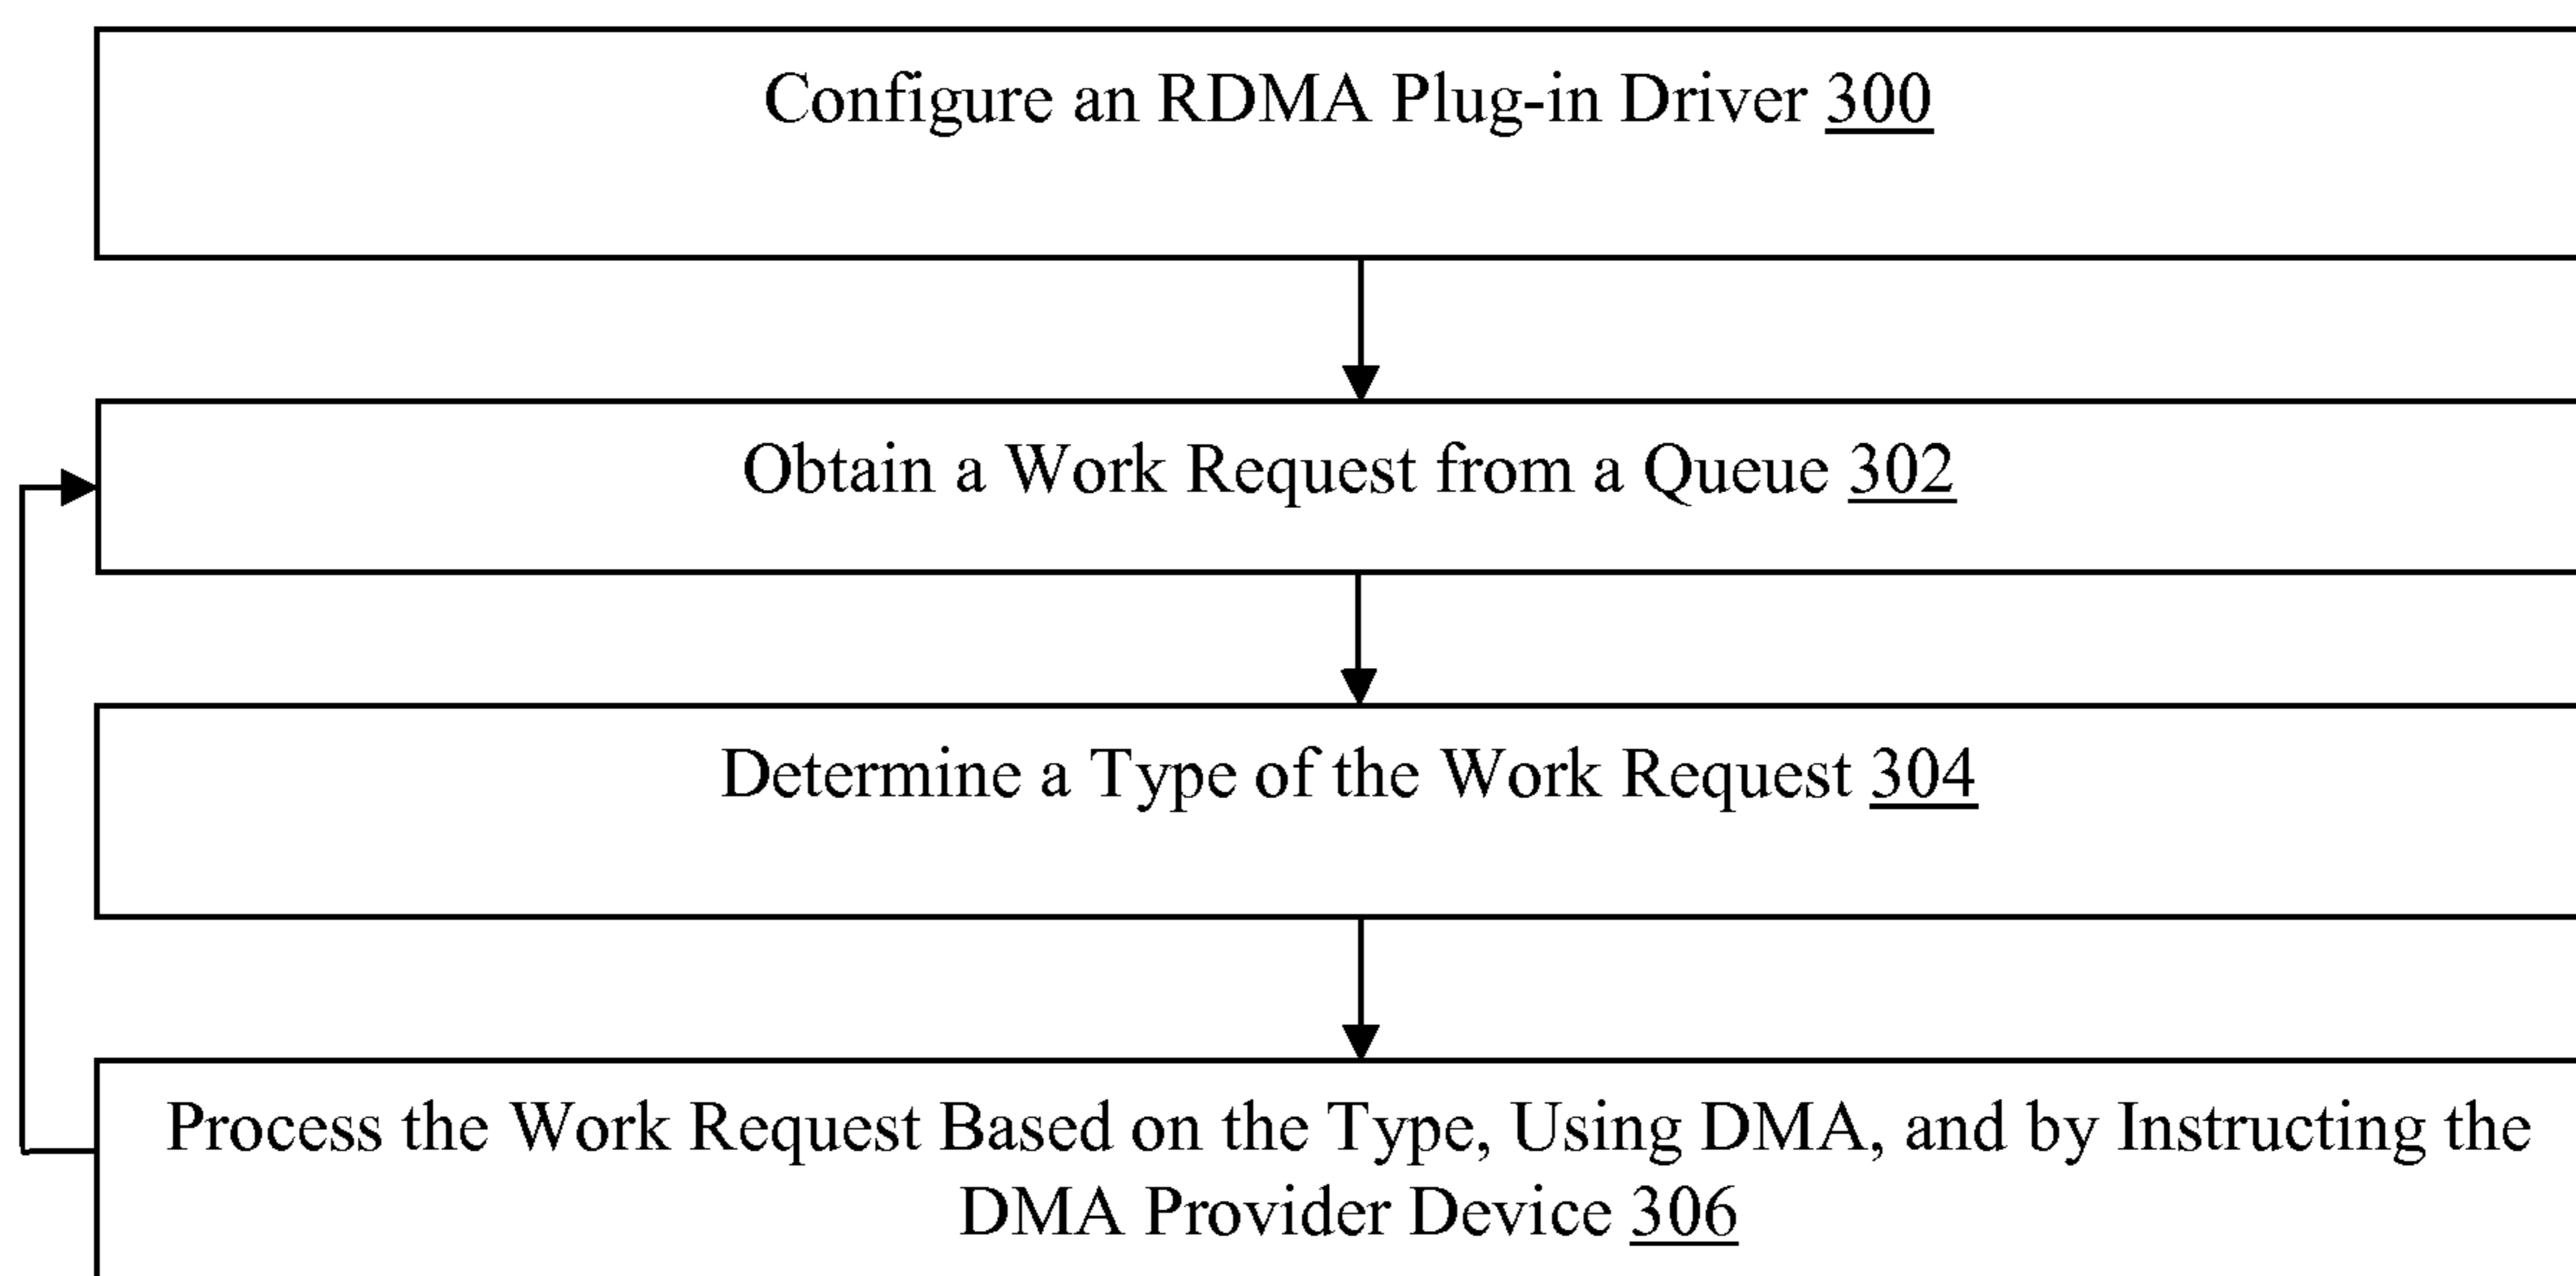 Configure an RDMA Plug-in Driver 300
Obtain a Work Request from a Queue 302
Determine a Type of the Work Request 304
Process the Work Request Based on the Type, Using DMA, and by Instructing the
DMA Provider Device 306